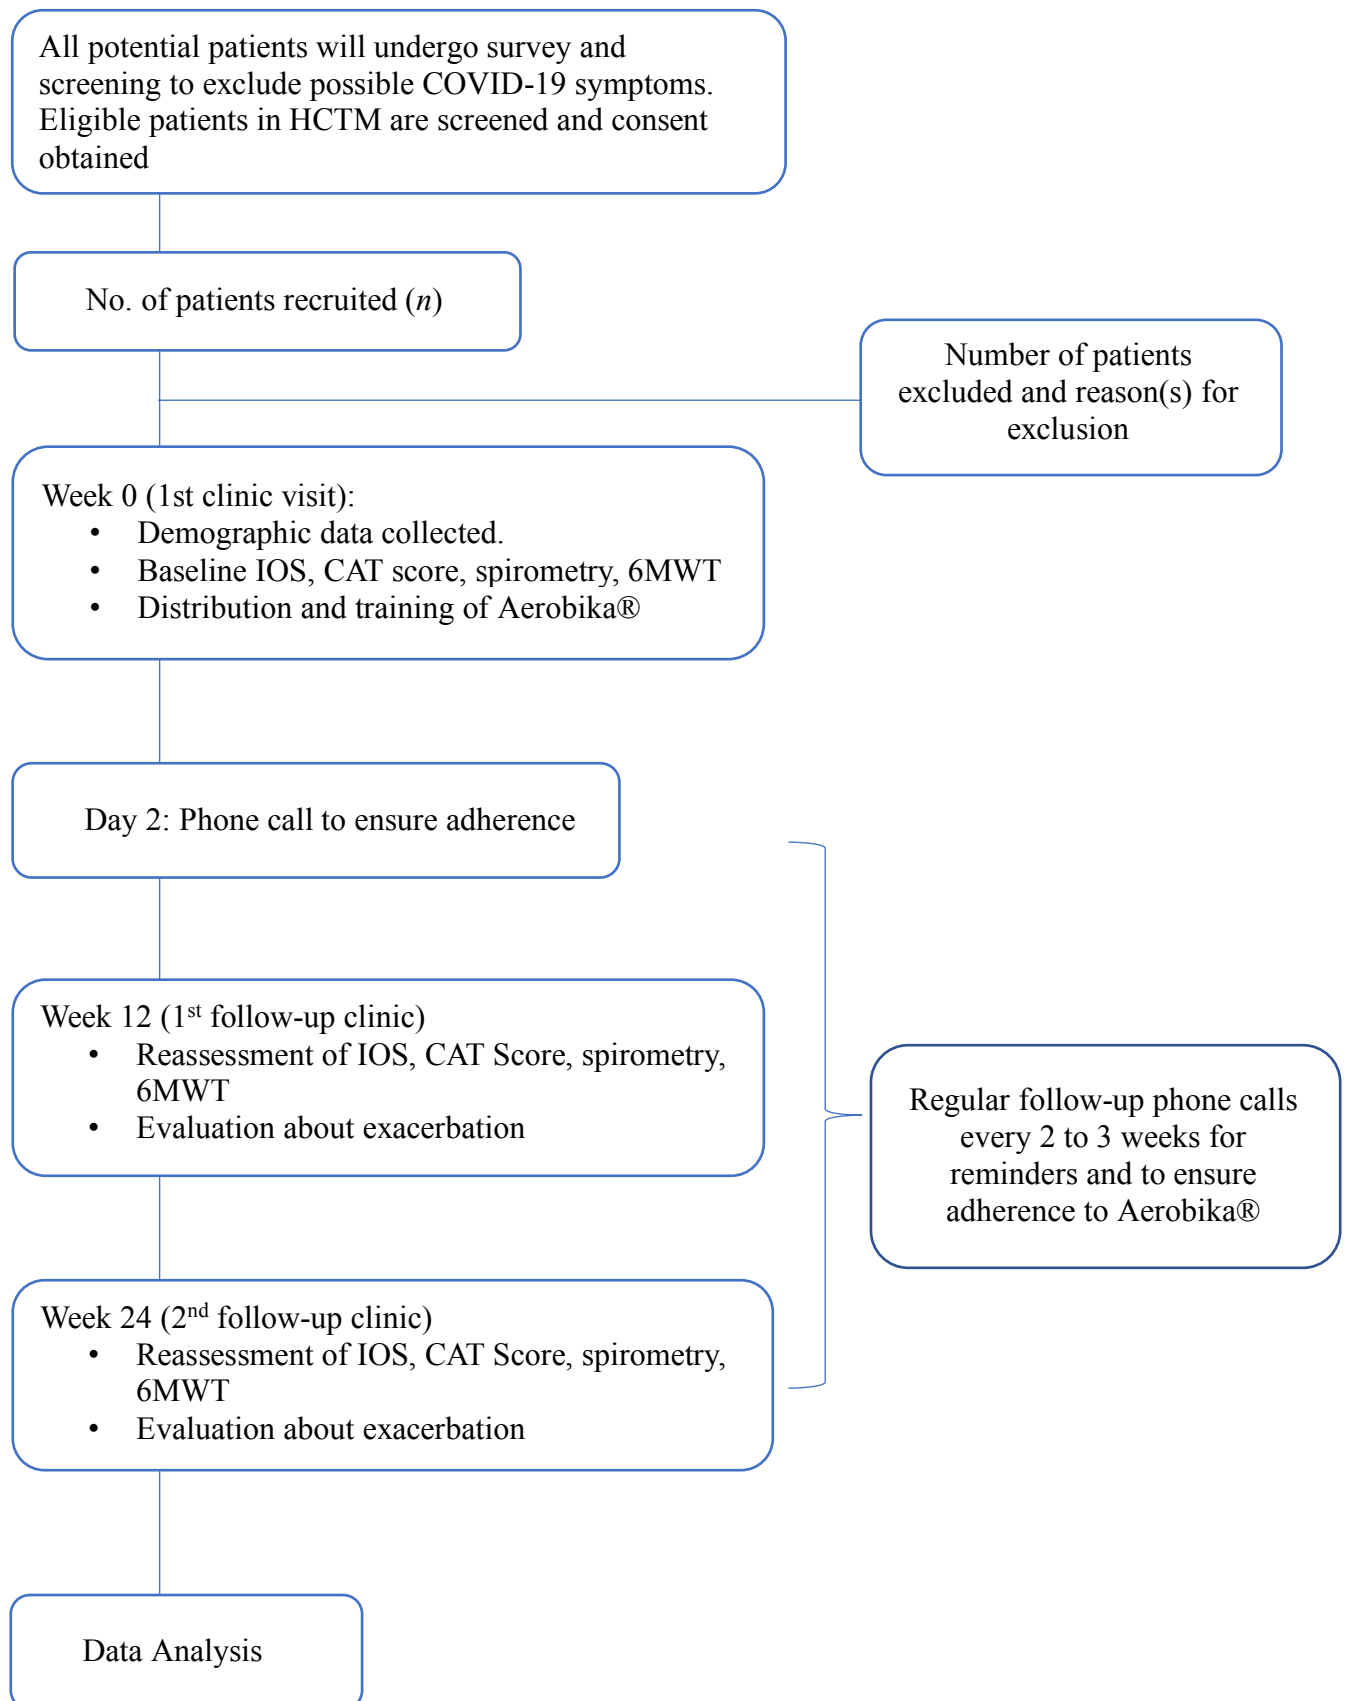 All potential patients will undergo survey and
screening to exclude possible COVID-19 symptoms.
Eligible patients in HCTM are screened and consent
obtained
No. of patients recruited (n)
Number of patients
excluded and reason(s) for
exclusion
Week 0 (1st clinic visit):
• Demographic data collected.
• Baseline IOS, CAT score, spirometry, 6MWT
• Distribution and training of Aerobika®
Day 2: Phone call to ensure adherence
Week 12 (1st follow-up clinic)
• Reassessment of IOS, CAT Score, spirometry,
6MWT
• Evaluation about exacerbation
Regular follow-up phone calls
every 2 to 3 weeks for
reminders and to ensure
adherence to Aerobika®
Week 24 (2nd follow-up clinic)
• Reassessment of IOS, CAT Score, spirometry,
6MWT
• Evaluation about exacerbation
Data Analysis